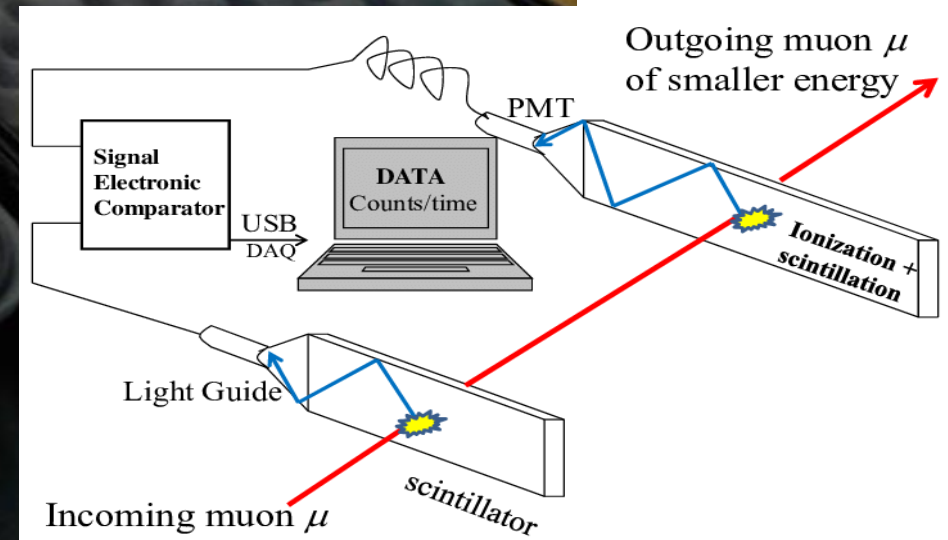 Outgoing muon μ
of smaller energy
PMT
Signal
Electronic
Comparator
DATA
Counts/time
USB
DAQ
Ionization +
scintillation
Light Guide
scintillator
Incoming muon μ